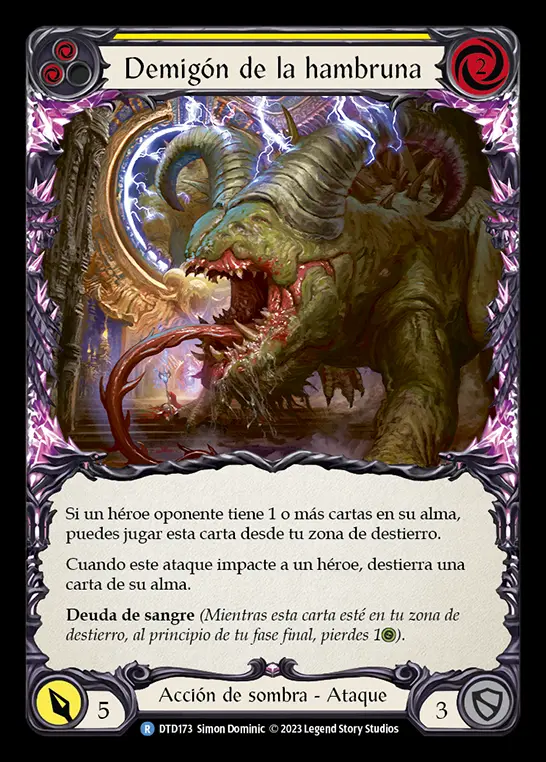 Demigón de la hambruna
2
Si un héroe oponente tiene 1 o más cartas en su alma,
puedes jugar esta carta desde tu zona de
destierro.
Cuando este ataque impacte a un héroe, destierra una
carta de su alma.
Deuda de sangre (Mientras esta carta esté en tu zona de
destierro, al principio de tu fase final, pierdes 1).
5
Acción de sombra - Ataque
3
R DTD173 Simon Dominic © 2023 Legend Story Studios